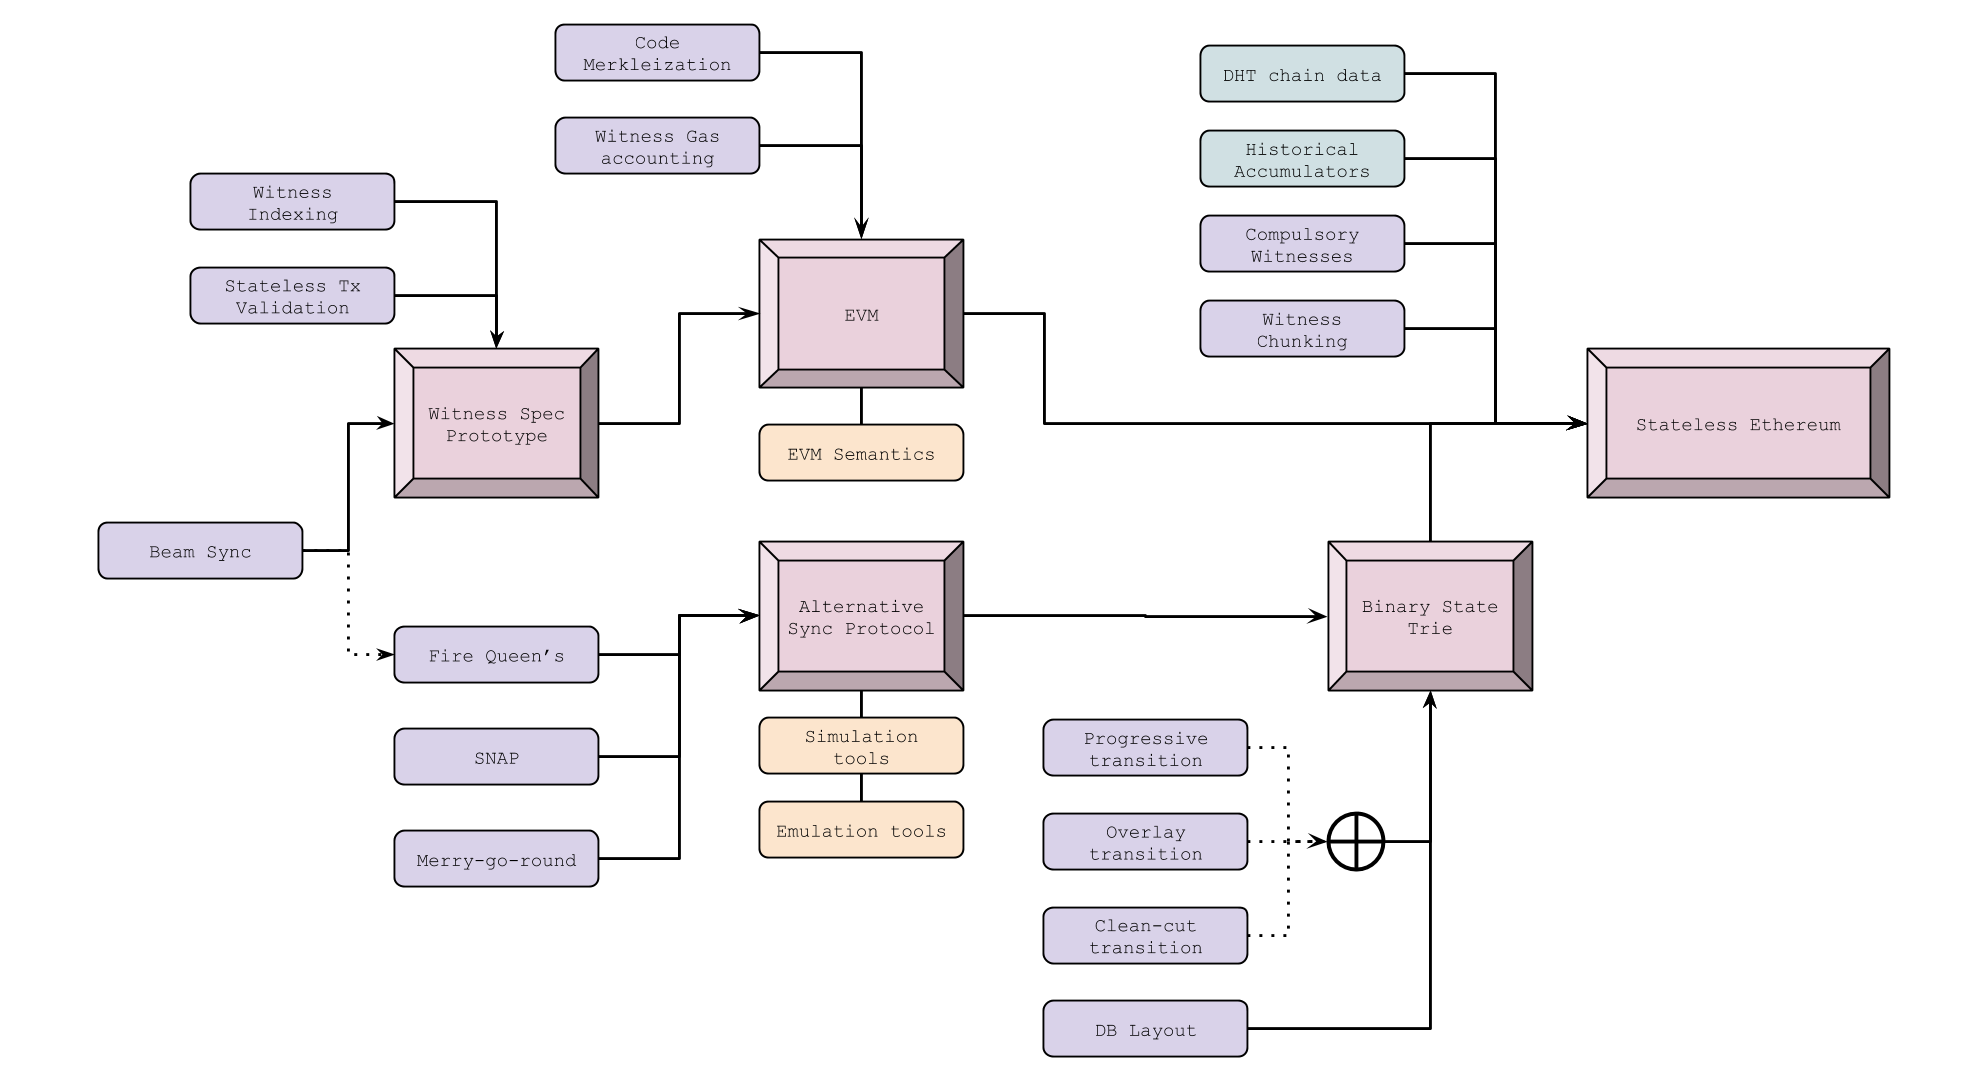 Code
Merkleization
Witness Gas
accounting
DHT chain data
Historical
Accumulators
Compulsory
Witnesses
Witness
Chunking
Witness
Indexing
Stateless Tx
Validation
EVM
Witness Spec
Prototype
EVM Semantics
Stateless Ethereum
Beam Sync
Fire Queen’s
SNAP
Merry-go-round
Alternative
Sync Protocol
Simulation
tools
Emulation tools
Binary State
Trie
Progressive
transition
Overlay
transition
Clean-cut
transition
DB Layout